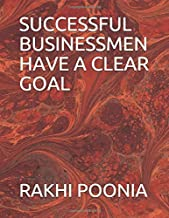 SUCCESSFUL
BUSINESSMEN
HAVE A CLEAR
GOAL
RAKHI POONIA